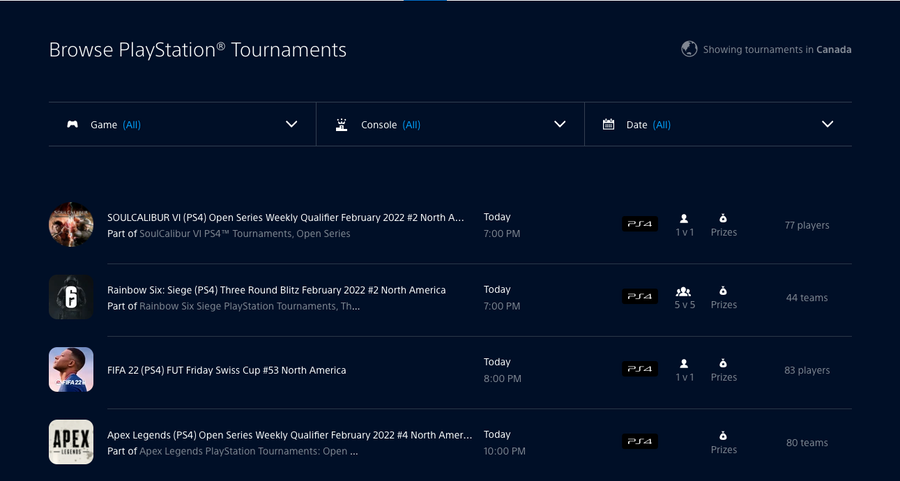 Browse PlayStation® Tournaments
Showing tournaments in Canada
Game (All)
Console (All)
Date (All)
SOULCALIBUR VI (PS4) Open Series Weekly Qualifier February 2022 #2 North A...
Part of SoulCalibur VI PS4™ Tournaments, Open Series
Today
7:00 PM
PS4
1 v 1
Prizes
77 players
Rainbow Six: Siege (PS4) Three Round Blitz February 2022 #2 North America
Part of Rainbow Six Siege PlayStation Tournaments, Th...
Today
7:00 PM
PS4
5 v 5
Prizes
44 teams
FIFA 22
FIFA 22 (PS4) FUT Friday Swiss Cup #53 North America
Today
8:00 PM
PS4
1 v 1
Prizes
83 players
APEX
LEGENDS
Apex Legends (PS4) Open Series Weekly Qualifier February 2022 #4 North Amer...
Part of Apex Legends PlayStation Tournaments: Open ...
Today
10:00 PM
PS4
Prizes
80 teams